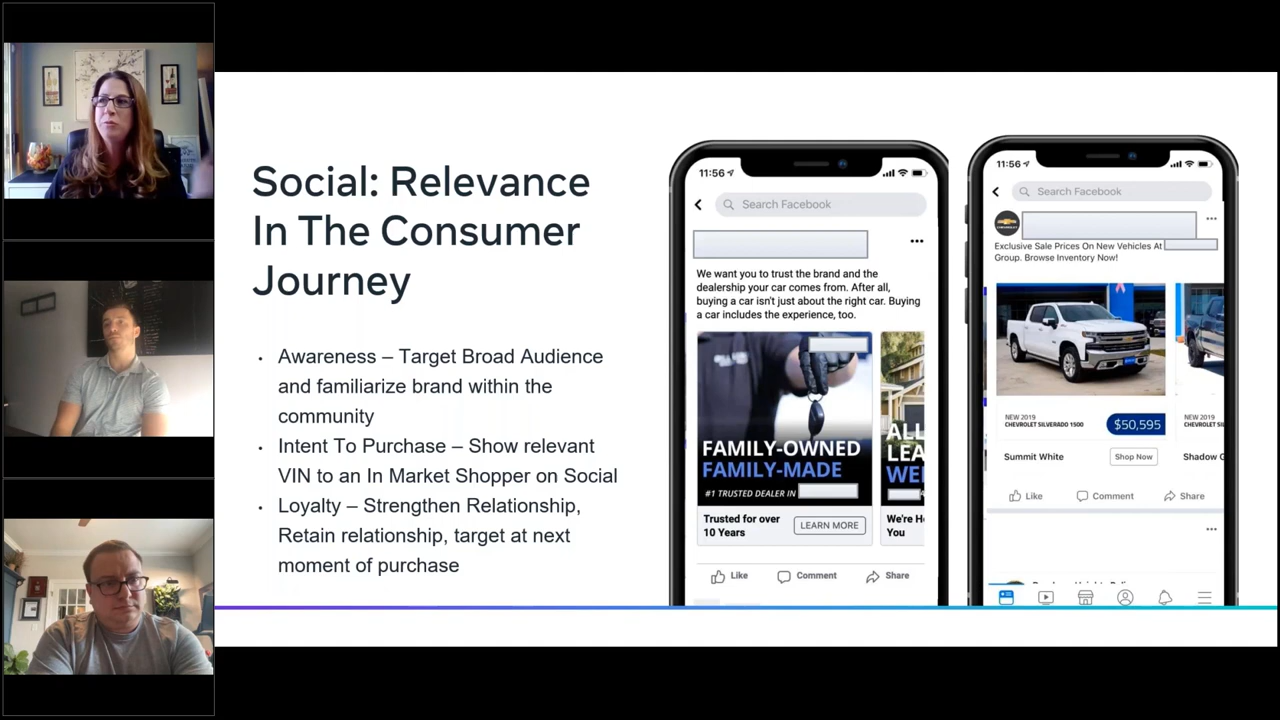 Social: Relevance
In The Consumer
Journey
Awareness – Target Broad Audience
and familiarize brand within the
community
Intent To Purchase – Show relevant
VIN to an In Market Shopper on Social
Loyalty – Strengthen Relationship,
Retain relationship, target at next
moment of purchase
11:56
Search Facebook
We want you to trust the brand and the
dealership your car comes from. After all,
buying a car isn't just about the right car. Buying
a car includes the experience, too.
FAMILY-OWNED
FAMILY-MADE
#1 TRUSTED DEALER IN
Trusted for over
10 Years
LEARN MORE
ALL
LEA
WE
We're H
You
Like
Comment
Share
11:56
Search Facebook
Exclusive Sale Prices On New Vehicles At
Group. Browse Inventory Now!
NEW 2019
CHEVROLET SILVERADO 1500
$50,595
Summit White
Shop Now
NEW 2019
CHEVROLET SIL
Shadow G
Like
Comment
Share